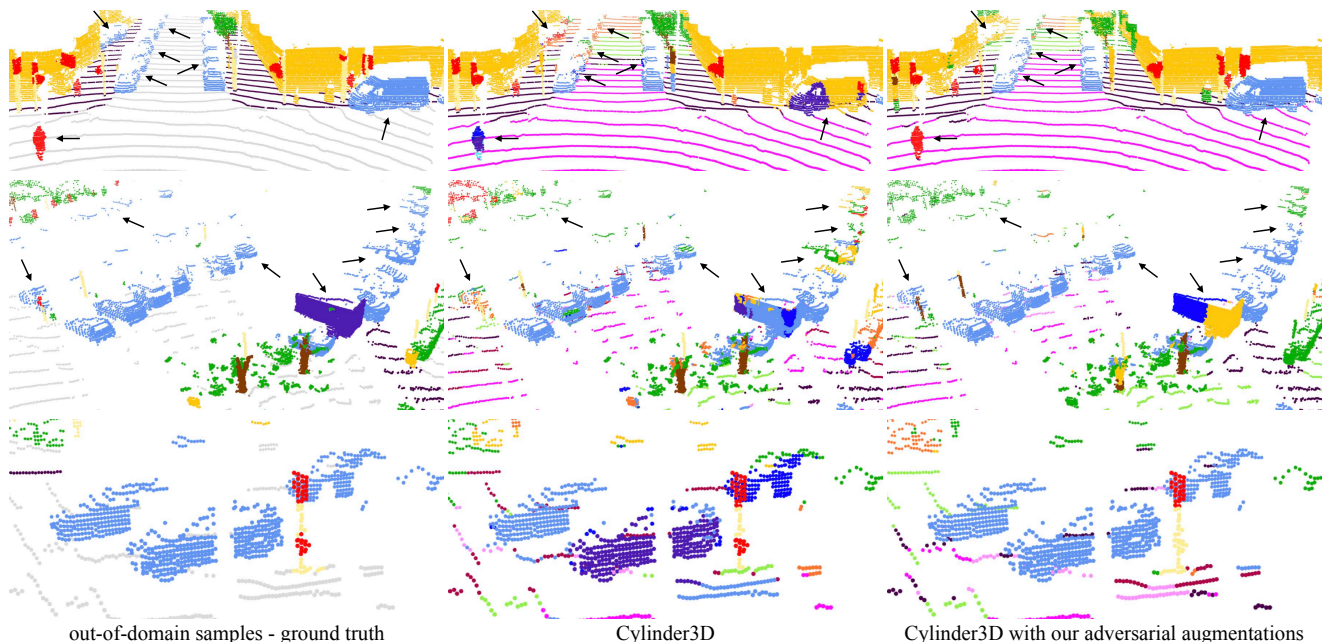 out-of-domain samples - ground truth
Cylinder3D
Cylinder3D with our adversarial augmentations